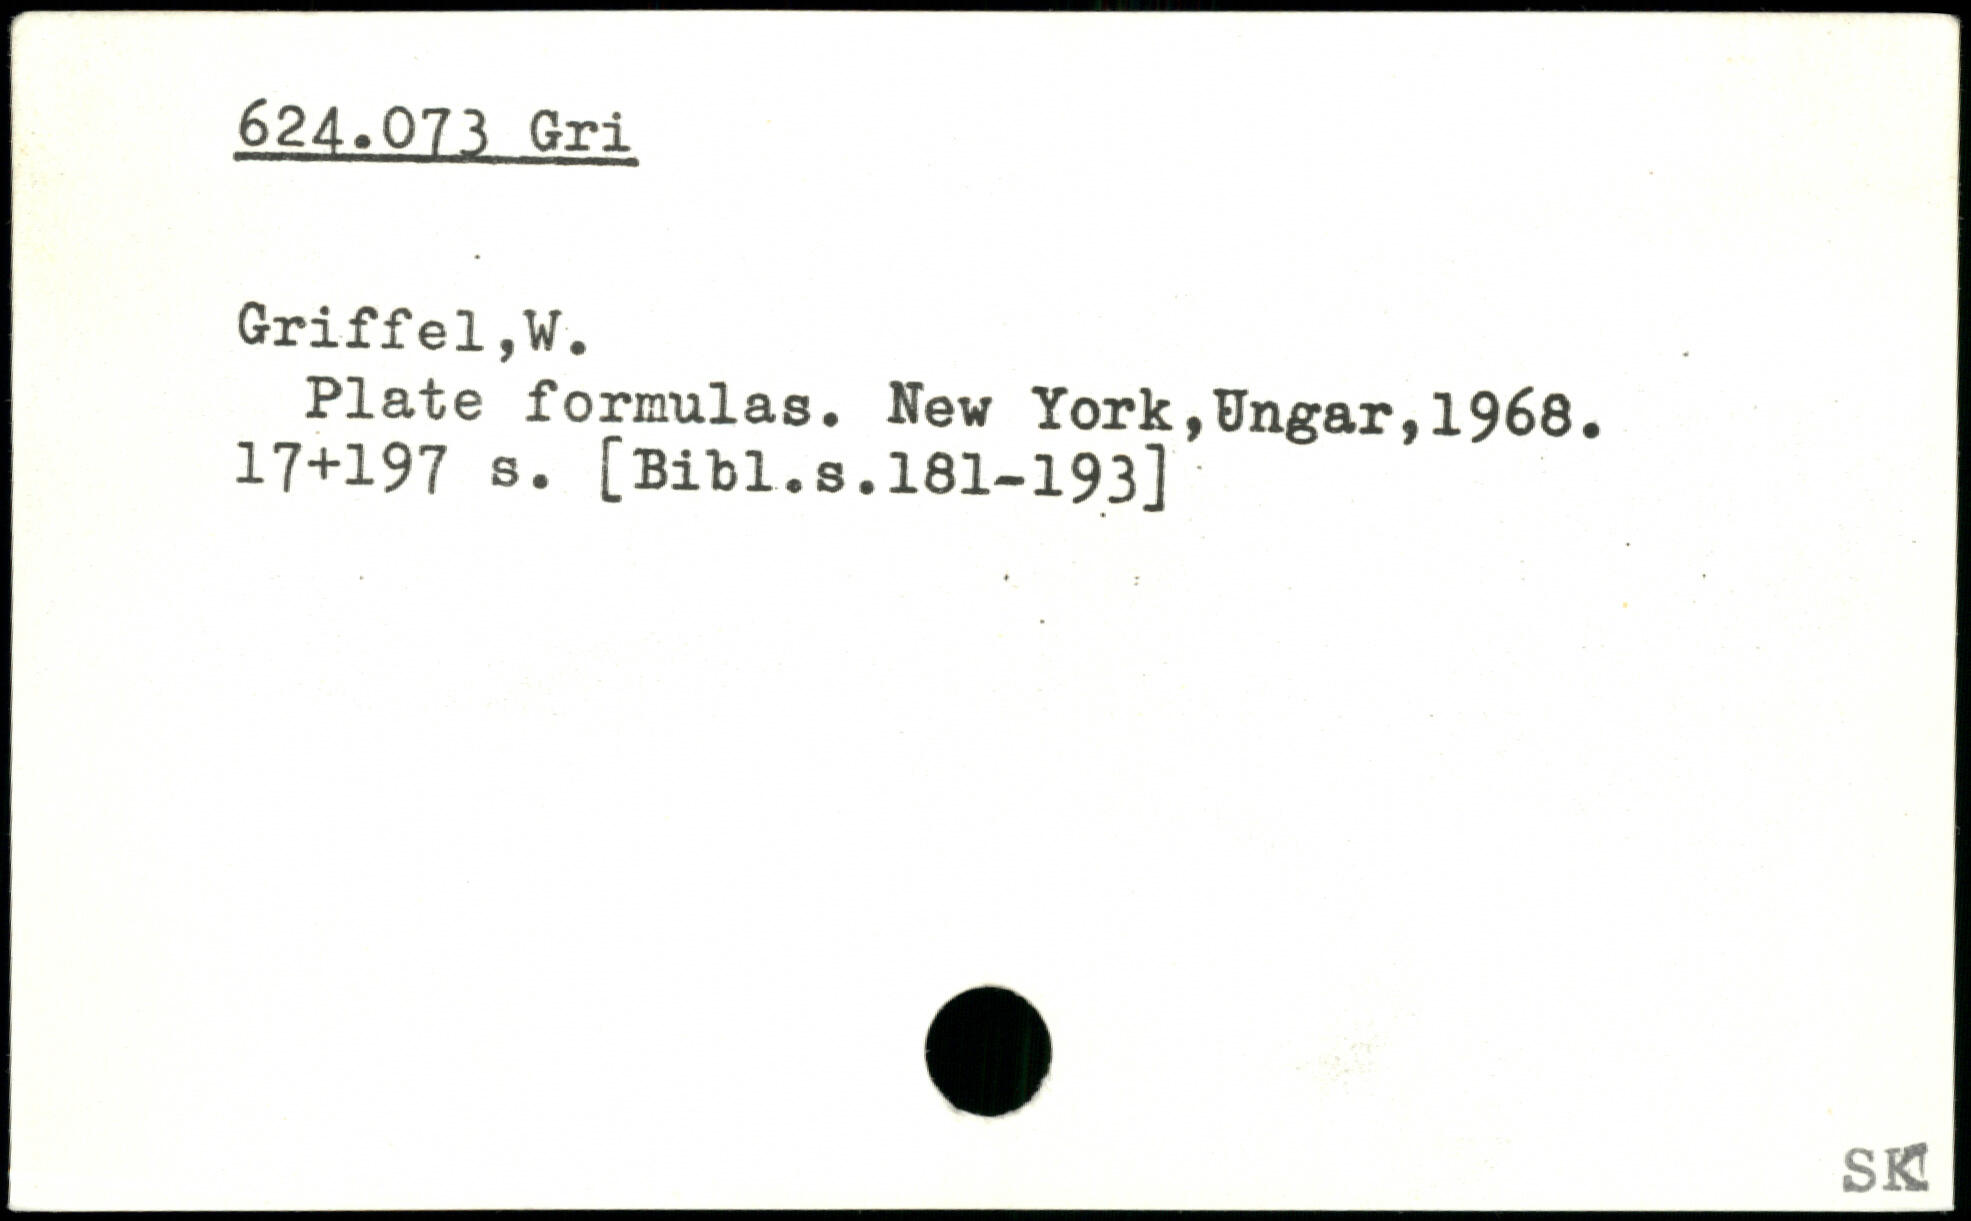 624.073 Gri
Griffel,W.
Plate formulas. New York,Ungar,1968.
17+197 s. [Bibl.s.181-193]
SK